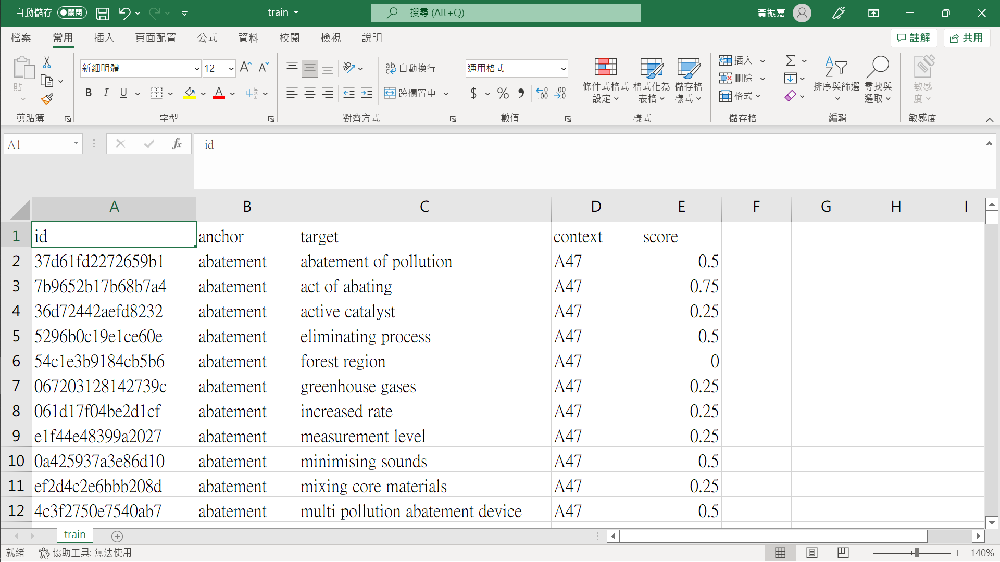 自動儲存 關閉 train 搜尋 (Alt+Q) 黃振嘉
檔案 常用 插入 頁面配置 公式 資料 校閱 檢視 說明 註解 共用
貼上
新細明體 12
B I U A 中
ab 自動換行
跨欄置中
通用格式
$ % , .00 .00
條件式格式設定 格式化為表格 儲存格樣式
插入
刪除
格式
排序與篩選 尋找與選取
敏感度
剪貼簿 字型 對齊方式 數值 樣式 儲存格 編輯 敏感度
A1 fx id
A B C D E F G H I
1 id anchor target context score
2 37d61fd2272659b1 abatement abatement of pollution A47 0.5
3 7b9652b17b68b7a4 abatement act of abating A47 0.75
4 36d72442aefd8232 abatement active catalyst A47 0.25
5 5296b0c19e1ce60e abatement eliminating process A47 0.5
6 54c1e3b9184cb5b6 abatement forest region A47 0
7 067203128142739c abatement greenhouse gases A47 0.25
8 061d17f04be2d1cf abatement increased rate A47 0.25
9 e1f44e48399a2027 abatement measurement level A47 0.25
10 0a425937a3e86d10 abatement minimising sounds A47 0.5
11 ef2d4c2e6bbb208d abatement mixing core materials A47 0.25
12 4c3f2750e7540ab7 abatement multi pollution abatement device A47 0.5
train
就緒 協助工具: 無法使用 140%